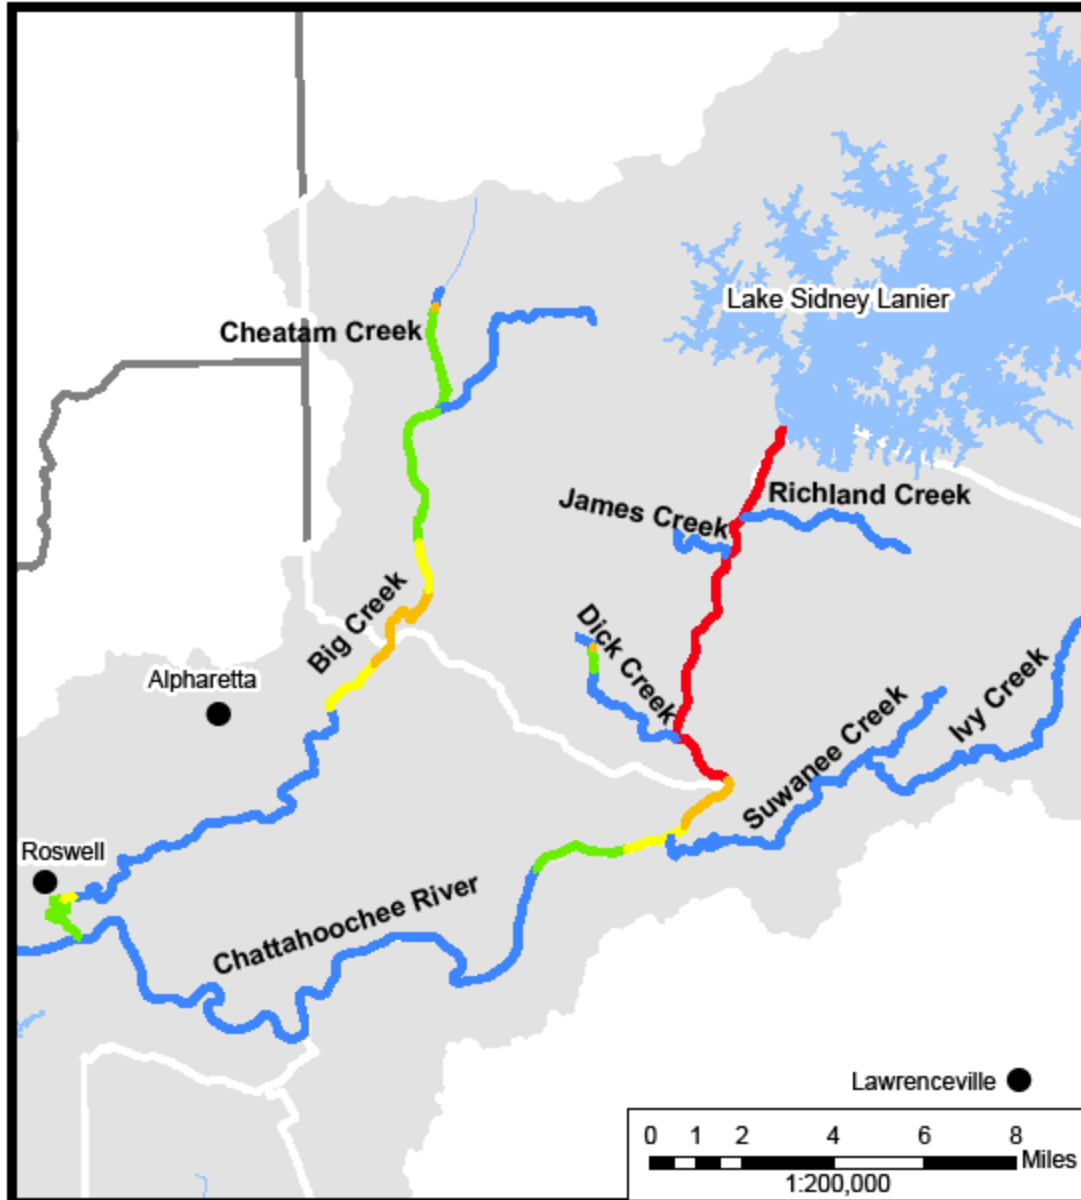 Lake Sidney Lanier
Cheatam Creek
Richland Creek
James Creek
Big Creek
Dick Creek
Alpharetta
Ivy Creek
Suwanee Creek
Roswell
Chattahoochee River
Lawrenceville
0 1 2 4 6 8
Miles
1:200,000